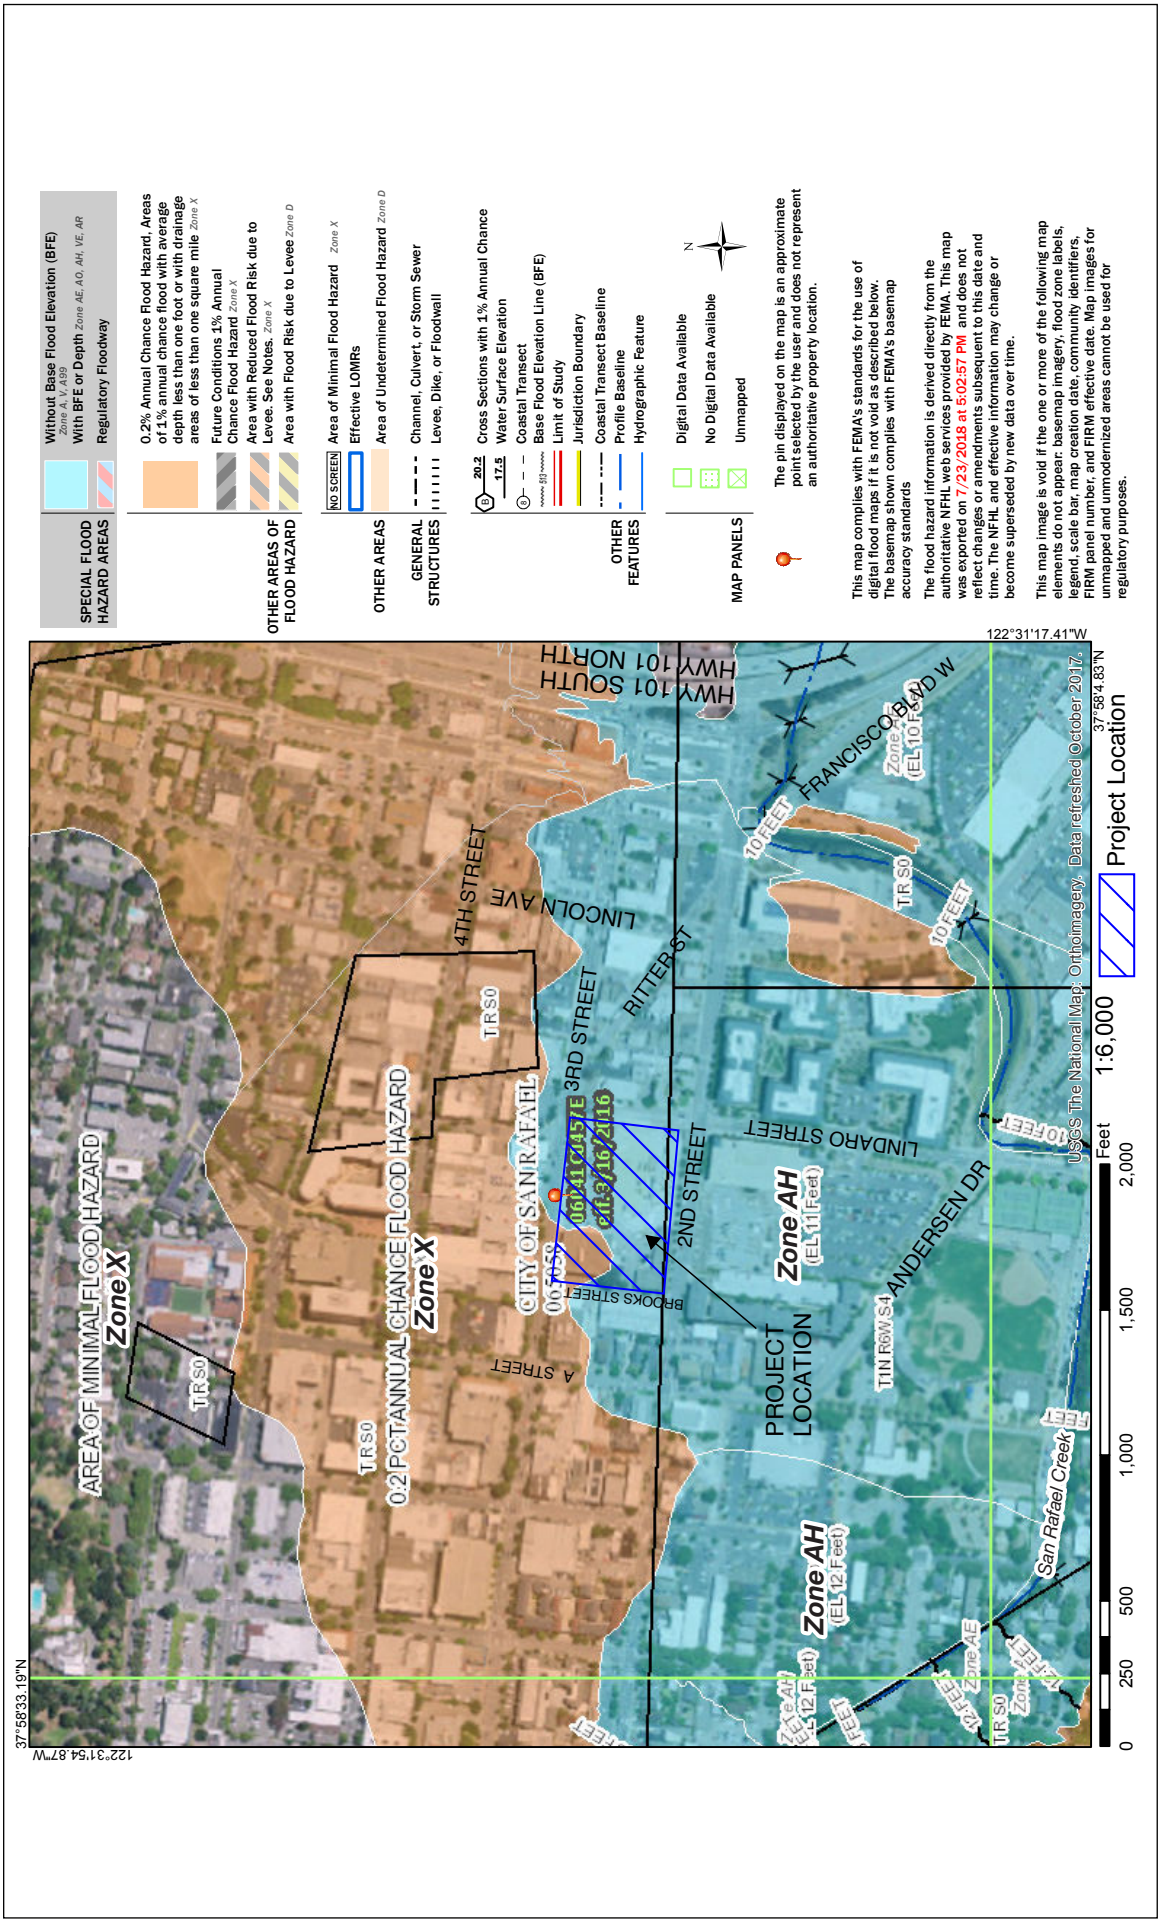 37°58'33.19"N
122°31'54.87"W
AREA OF MINIMAL FLOOD HAZARD
Zone X
T.R S0
T.R S0
0.2 PCT ANNUAL CHANCE FLOOD HAZARD
Zone X
T.R S0
4TH STREET
LINCOLN AVE
HWY 101 SOUTH
HWY 101 NORTH
A STREET
CITY OF SAN RAFAEL
065058
3RD STREET
RITTER ST
06041C0457E
eff.3/16/2016
BROOKS STREET
2ND STREET
LINDARO STREET
PROJECT
LOCATION
Zone AH
(EL 11 Feet)
Zone AH
(EL 12 Feet)
ANDERSEN DR
T1N R6W S4
FRANCISCO BLVD W
(EL 10 Feet)
10 FEET
T.R S0
10 FEET
10 FEET
San Rafael Creek
Zone AE
12 FEET
T.R S0
USGS The National Map: Orthoimagery. Data refreshed October 2017.
122°31'17.41"W
37°58'4.83"N
0
250
500
1,000
1,500
2,000
Feet
1:6,000
Project Location
SPECIAL FLOOD
HAZARD AREAS
Without Base Flood Elevation (BFE)
Zone A, V, A99
With BFE or Depth Zone AE, AO, AH, VE, AR
Regulatory Floodway
OTHER AREAS OF
FLOOD HAZARD
0.2% Annual Chance Flood Hazard, Areas
of 1% annual chance flood with average
depth less than one foot or with drainage
areas of less than one square mile Zone X
Future Conditions 1% Annual
Chance Flood Hazard Zone X
Area with Reduced Flood Risk due to
Levee. See Notes. Zone X
Area with Flood Risk due to Levee Zone D
OTHER AREAS
NO SCREEN
Area of Minimal Flood Hazard Zone X
Effective LOMRs
Area of Undetermined Flood Hazard Zone D
GENERAL
STRUCTURES
Channel, Culvert, or Storm Sewer
Levee, Dike, or Floodwall
OTHER
FEATURES
B 20.2
17.5
Cross Sections with 1% Annual Chance
Water Surface Elevation
8
Coastal Transect
513
Base Flood Elevation Line (BFE)
Limit of Study
Jurisdiction Boundary
Coastal Transect Baseline
Profile Baseline
Hydrographic Feature
MAP PANELS
Digital Data Available
No Digital Data Available
Unmapped
N
The pin displayed on the map is an approximate
point selected by the user and does not represent
an authoritative property location.
This map complies with FEMA's standards for the use of
digital flood maps if it is not void as described below.
The basemap shown complies with FEMA's basemap
accuracy standards
The flood hazard information is derived directly from the
authoritative NFHL web services provided by FEMA. This map
was exported on 7/23/2018 at 5:02:57 PM and does not
reflect changes or amendments subsequent to this date and
time. The NFHL and effective information may change or
become superseded by new data over time.
This map image is void if the one or more of the following map
elements do not appear: basemap imagery, flood zone labels,
legend, scale bar, map creation date, community identifiers,
FIRM panel number, and FIRM effective date. Map images for
unmapped and unmodernized areas cannot be used for
regulatory purposes.